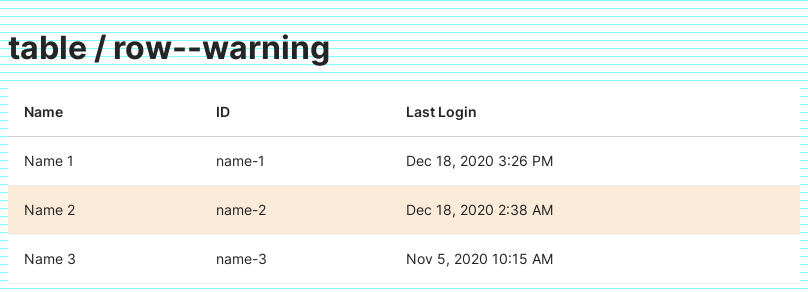 table / row--warning
Name ID Last Login
Name 1 name-1 Dec 18, 2020 3:26 PM
Name 2 name-2 Dec 18, 2020 2:38 AM
Name 3 name-3 Nov 5, 2020 10:15 AM